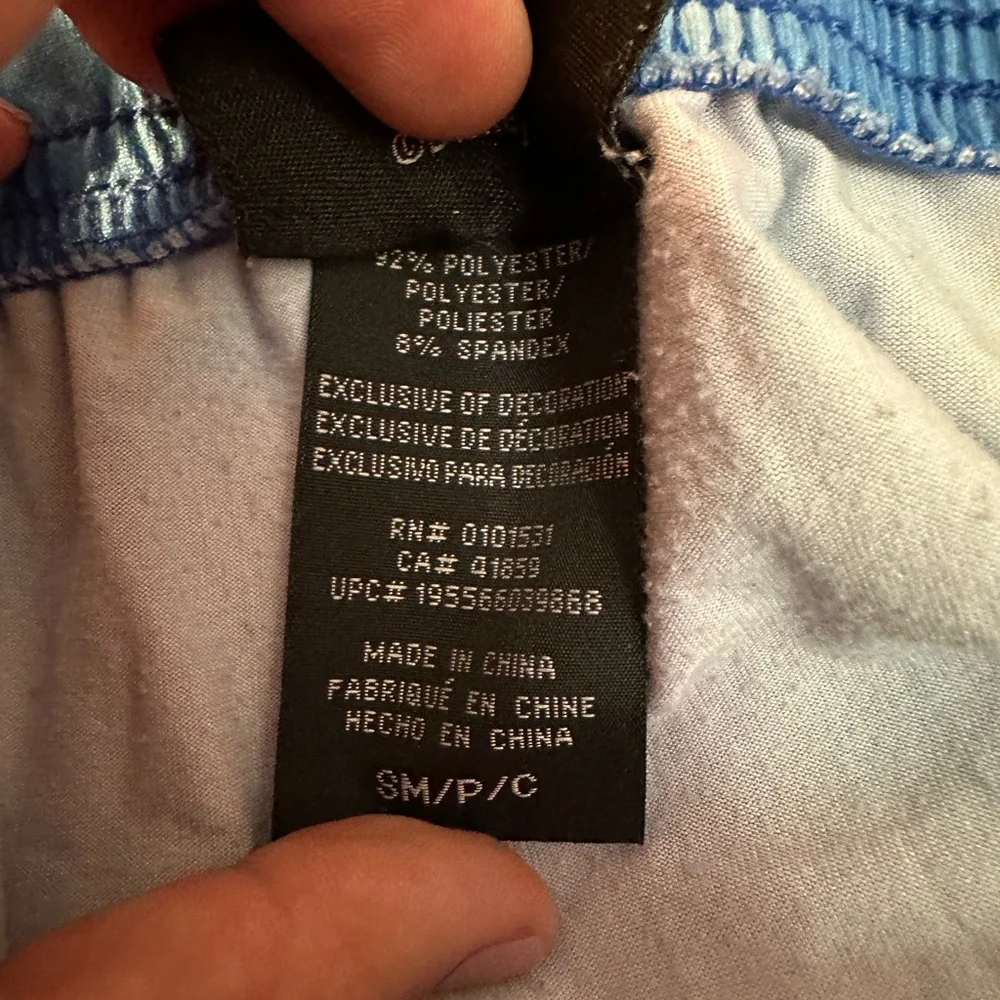 ©
92% POLYESTER/
POLYESTER/
POLIESTER
8% SPANDEX
EXCLUSIVE OF DECORATION
EXCLUSIVE DE DÉCORATION
EXCLUSIVO PARA DECORACIÓN
RN# 0101531
CA# 41859
UPC# 195566039868
MADE IN CHINA
FABRIQUÉ EN CHINE
HECHO EN CHINA
SM/P/C